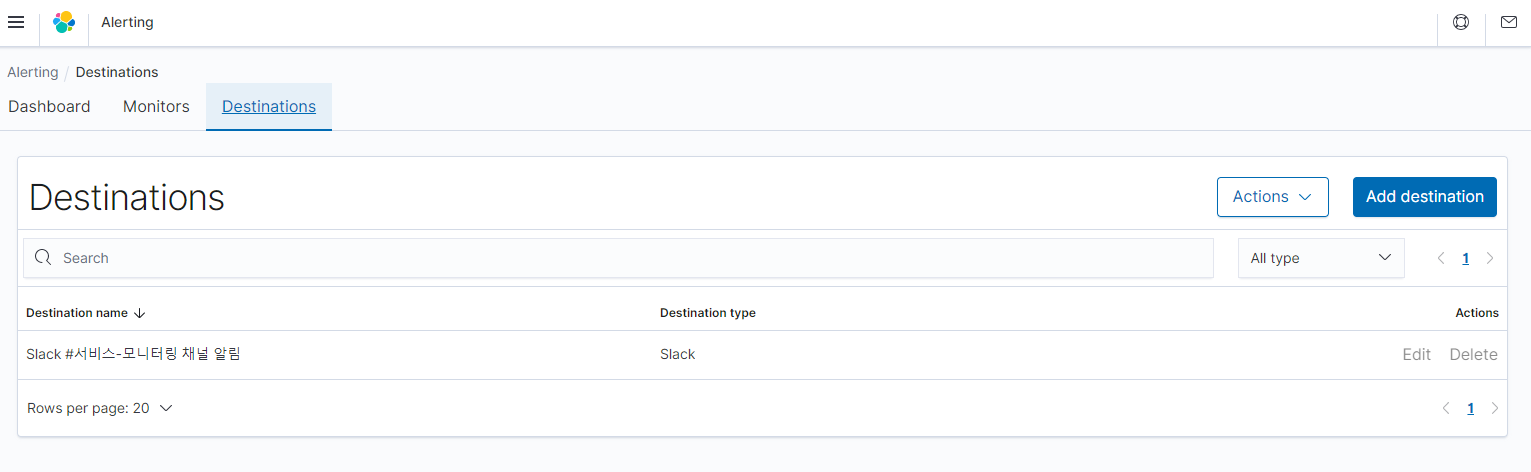 Alerting
Alerting / Destinations
Dashboard Monitors Destinations
Destinations Actions Add destination
Search All type 1
Destination name Destination type Actions
Slack #서비스-모니터링 채널 알림 Slack Edit Delete
Rows per page: 20 1